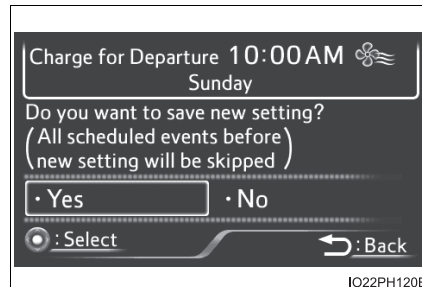 Charge for Departure 10:00AM
Sunday
Do you want to save new setting?
(All scheduled events before
new setting will be skipped)
・Yes ・No
: Select : Back
IO22PH120E